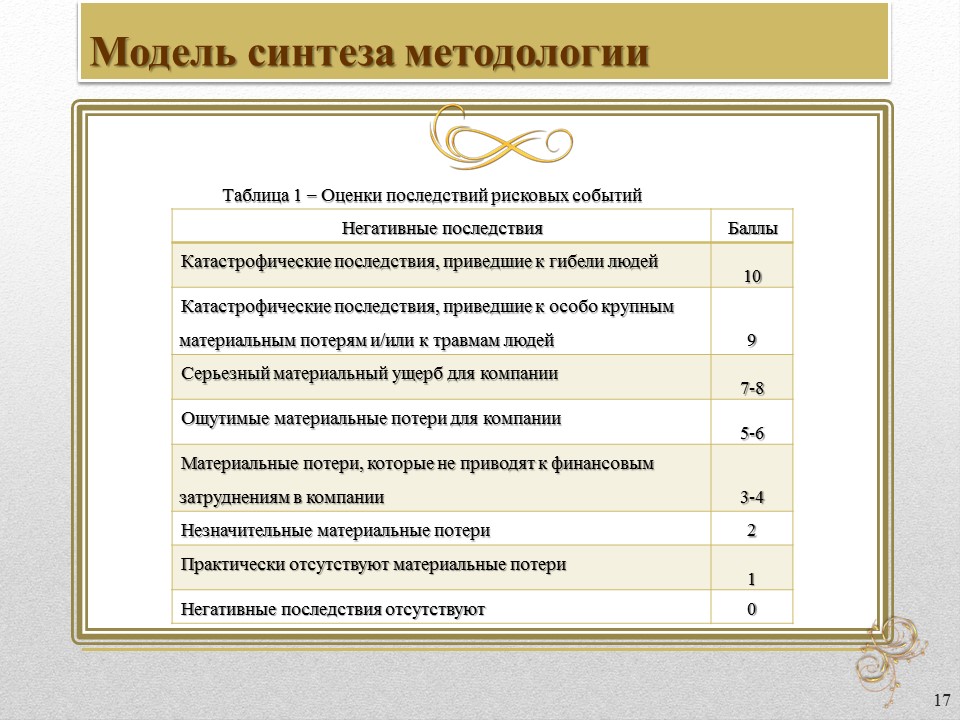 Модель синтеза методологии
Таблица 1 – Оценки последствий рисковых событий
Негативные последствия Баллы
Катастрофические последствия, приведшие к гибели людей 10
Катастрофические последствия, приведшие к особо крупным
материальным потерям и/или к травмам людей 9
Серьезный материальный ущерб для компании 7-8
Ощутимые материальные потери для компании 5-6
Материальные потери, которые не приводят к финансовым
затруднениям в компании 3-4
Незначительные материальные потери 2
Практически отсутствуют материальные потери 1
Негативные последствия отсутствуют 0
17